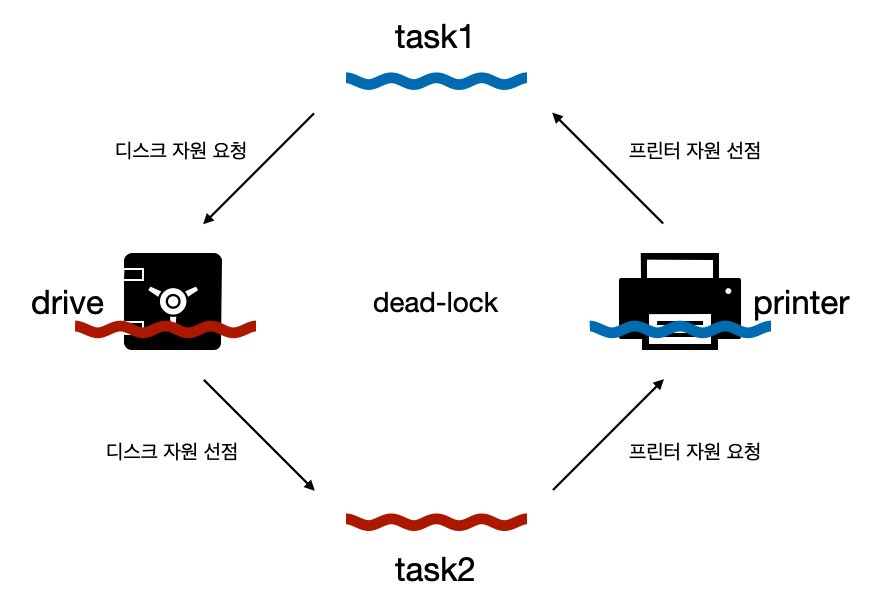 task1
디스크 자원 요청
프린터 자원 선점
drive
dead-lock
printer
디스크 자원 선점
프린터 자원 요청
task2